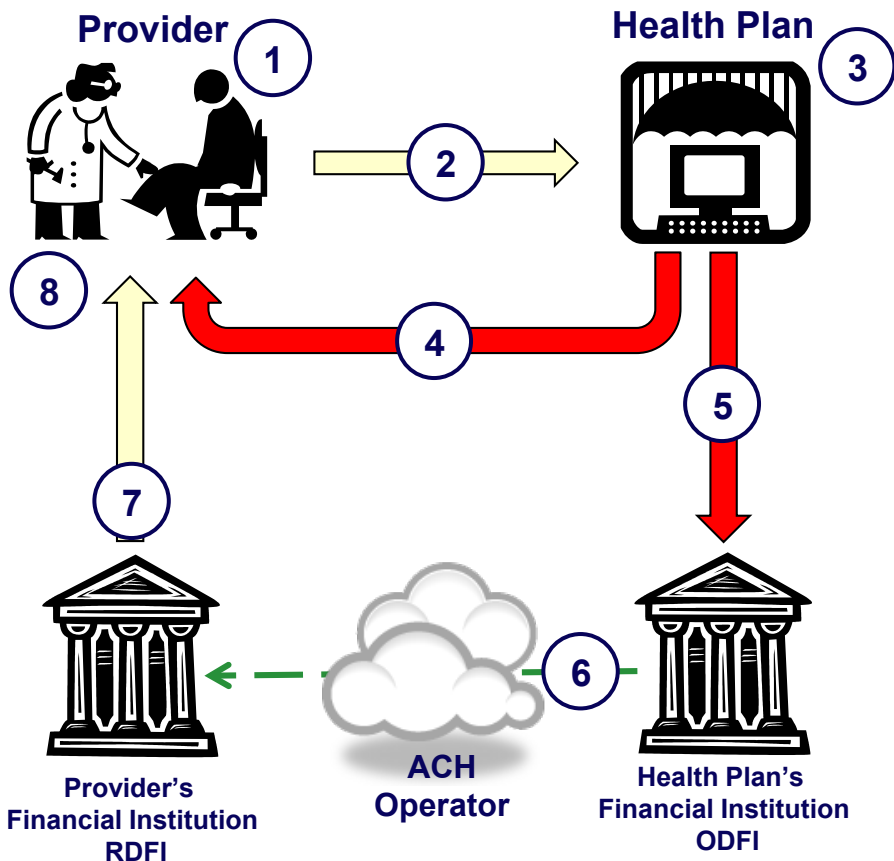 Provider
1
Health Plan
3
2
8
4
5
7
6
ACH
Operator
Provider's
Financial Institution
RDFI
Health Plan's
Financial Institution
ODFI